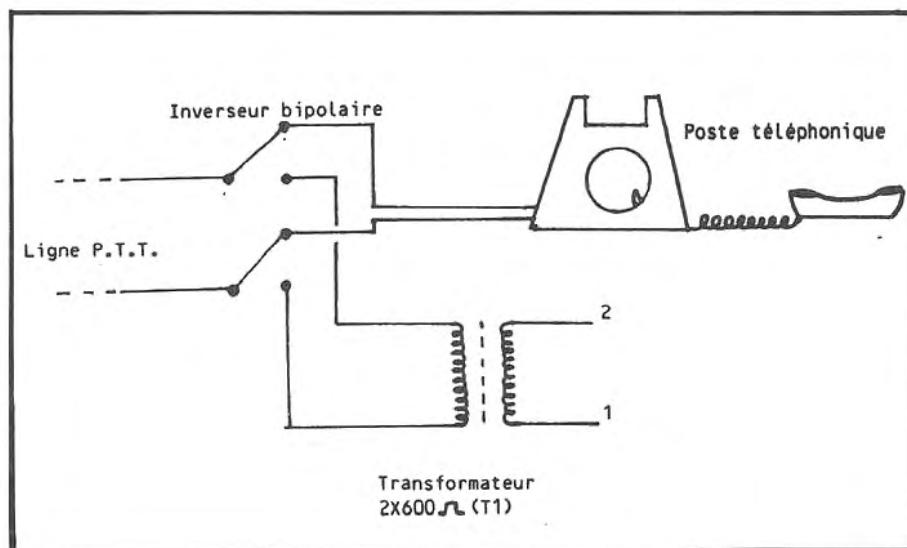 Inverseur bipolaire
Poste téléphonique
Ligne P.T.T.
2
1
Transformateur
2X600 Ω (T1)